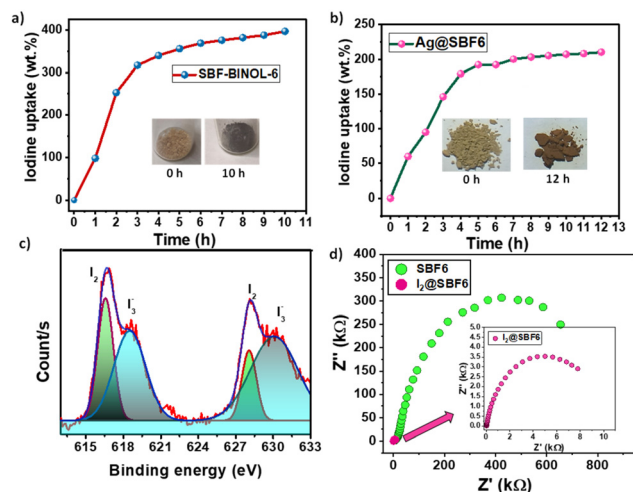 a)
Iodine uptake (wt.%)
400
300
200
100
0
SBF-BINOL-6
0 h
10 h
0 1 2 3 4 5 6 7 8 9 10 11
Time (h)
b)
Iodine uptake (wt.%)
250
200
150
100
50
0
Ag@SBF6
0 h
12 h
0 1 2 3 4 5 6 7 8 9 10 11 12 13
Time (h)
c)
Count/s
I2
I3-
I2
I3-
615 618 621 624 627 630 633
Binding energy (eV)
d)
Z'' (kΩ)
400
350
300
250
200
150
100
50
0
SBF6
I2@SBF6
I2@SBF6
Z'' (kΩ)
5.0
4.5
4.0
3.5
3.0
2.5
2.0
1.5
1.0
0.5
0.0
0 2 4 6 8 10
Z' (kΩ)
0 200 400 600 800
Z' (kΩ)